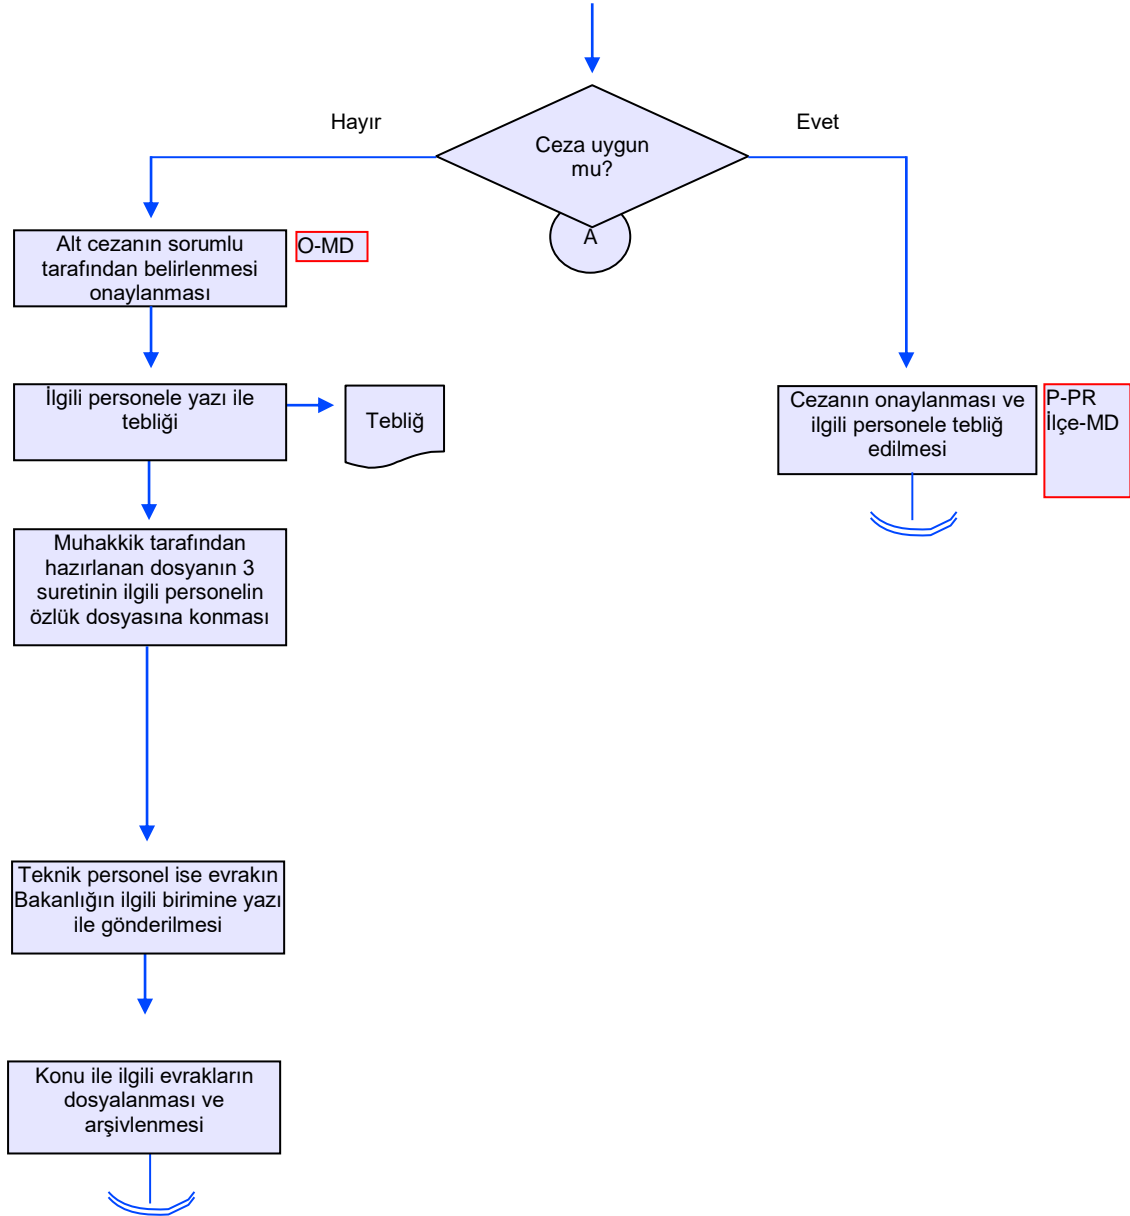 Hayır
Evet
Ceza uygun
mu?
A
Alt cezanın sorumlu
tarafından belirlenmesi
onaylanması
O-MD
İlgili personele yazı ile
tebliği
Tebliğ
Cezanın onaylanması ve
ilgili personele tebliğ
edilmesi
P-PR
İlçe-MD
Muhakkik tarafından
hazırlanan dosyanın 3
suretinin ilgili personelin
özlük dosyasına konması
Teknik personel ise evrakın
Bakanlığın ilgili birimine yazı
ile gönderilmesi
Konu ile ilgili evrakların
dosyalanması ve
arşivlenmesi